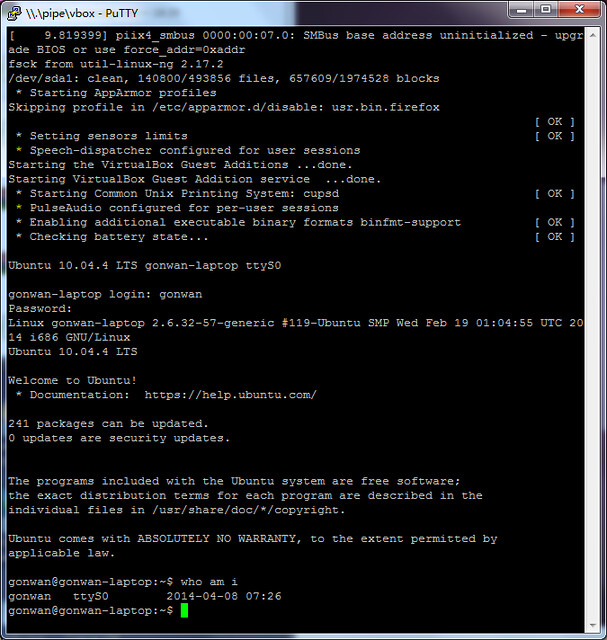 \\.\pipe\vbox - PuTTY
[    9.819399] piix4_smbus 0000:00:07.0: SMBus base address uninitialized - upgr
ade BIOS or use force_addr=0xaddr
fsck from util-linux-ng 2.17.2
/dev/sda1: clean, 140800/493856 files, 657609/1974528 blocks
 * Starting AppArmor profiles
Skipping profile in /etc/apparmor.d/disable: usr.bin.firefox
                                                                         [ OK ]
 * Setting sensors limits                                                [ OK ]
 * Speech-dispatcher configured for user sessions
Starting the VirtualBox Guest Additions ...done.
Starting VirtualBox Guest Addition service  ...done.
 * Starting Common Unix Printing System: cupsd                           [ OK ]
 * PulseAudio configured for per-user sessions
 * Enabling additional executable binary formats binfmt-support          [ OK ]
 * Checking battery state...                                             [ OK ]
Ubuntu 10.04.4 LTS gonwan-laptop ttyS0
gonwan-laptop login: gonwan
Password:
Linux gonwan-laptop 2.6.32-57-generic #119-Ubuntu SMP Wed Feb 19 01:04:55 UTC 20
14 i686 GNU/Linux
Ubuntu 10.04.4 LTS
Welcome to Ubuntu!
 * Documentation:  https://help.ubuntu.com/
241 packages can be updated.
0 updates are security updates.
The programs included with the Ubuntu system are free software;
the exact distribution terms for each program are described in the
individual files in /usr/share/doc/*/copyright.
Ubuntu comes with ABSOLUTELY NO WARRANTY, to the extent permitted by
applicable law.
gonwan@gonwan-laptop:~$ who am i
gonwan   ttyS0        2014-04-08 07:26
gonwan@gonwan-laptop:~$